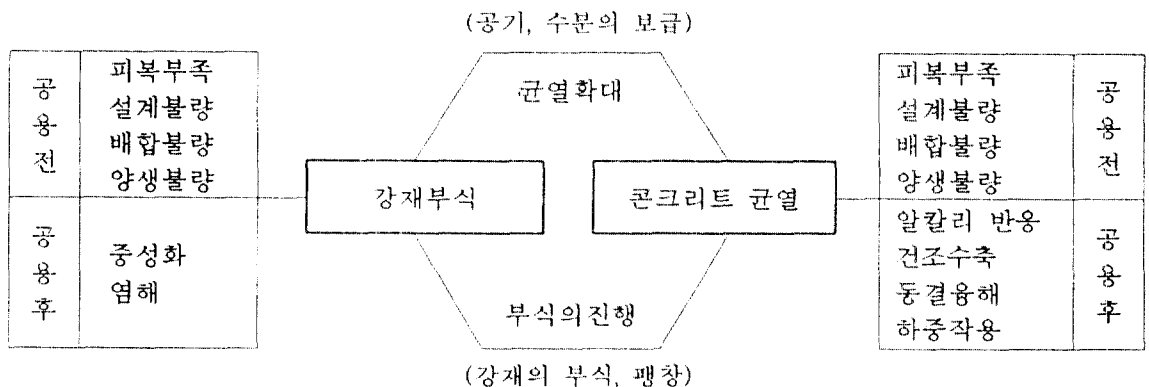 (공기, 수분의 보급)
공용전
피복부족
설계불량
배합불량
양생불량
공용후
중성화
염해
균열확대
강재부식
콘크리트 균열
부식의진행
(강재의 부식, 팽창)
피복부족
설계불량
배합불량
양생불량
공용전
알칼리 반응
건조수축
동결융해
하중작용
공용후